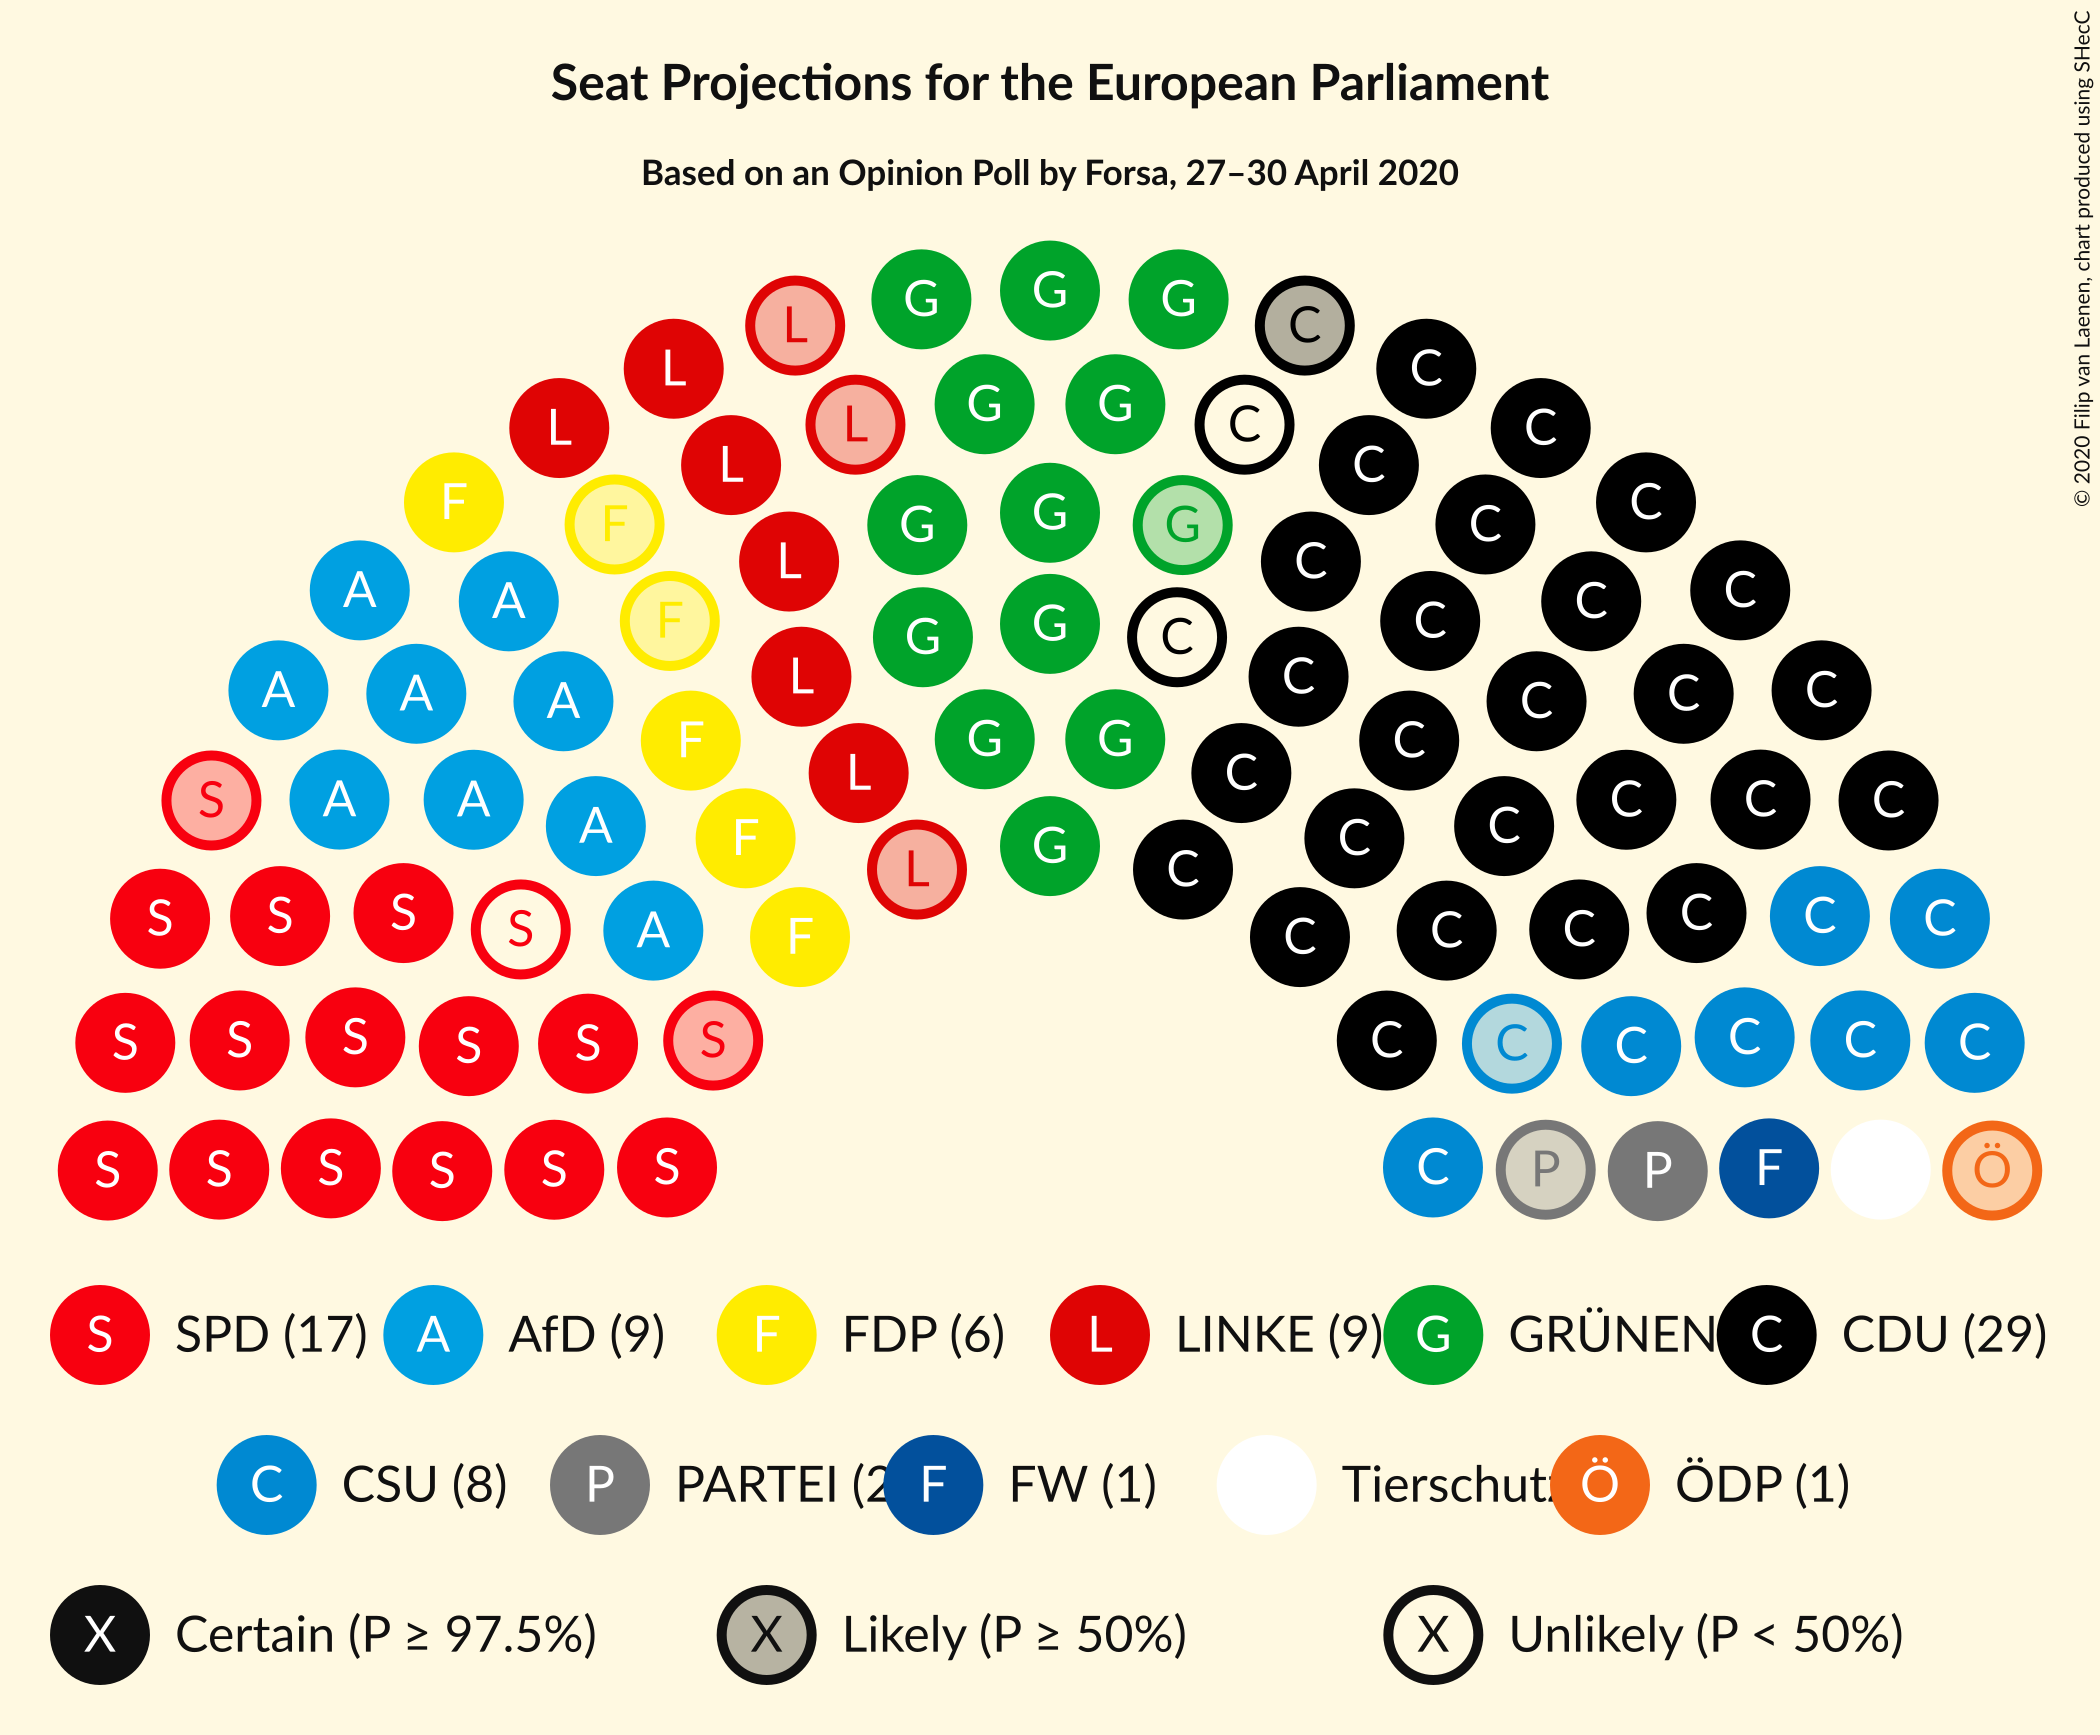 Seat Projections for the European Parliament
Based on an Opinion Poll by Forsa, 27–30 April 2020
© 2020 Filip van Laenen, chart produced using SHecC
G G G
L C
L G G C C
L C C
L G G G C C
F F L C C C
A A F L G G C C C C C
A A A F L G G C C C C C
S A A A F L G C C C C C C
S S S S A F C C C C C C
S S S S S S C C C C C C
S S S S S S C P P F Ö
S SPD (17) A AfD (9) F FDP (6) L LINKE (9) G GRÜNEN C CDU (29)
C CSU (8) P PARTEI (2 F FW (1) Tierschutz Ö ÖDP (1)
X Certain (P ≥ 97.5%) X Likely (P ≥ 50%) X Unlikely (P < 50%)